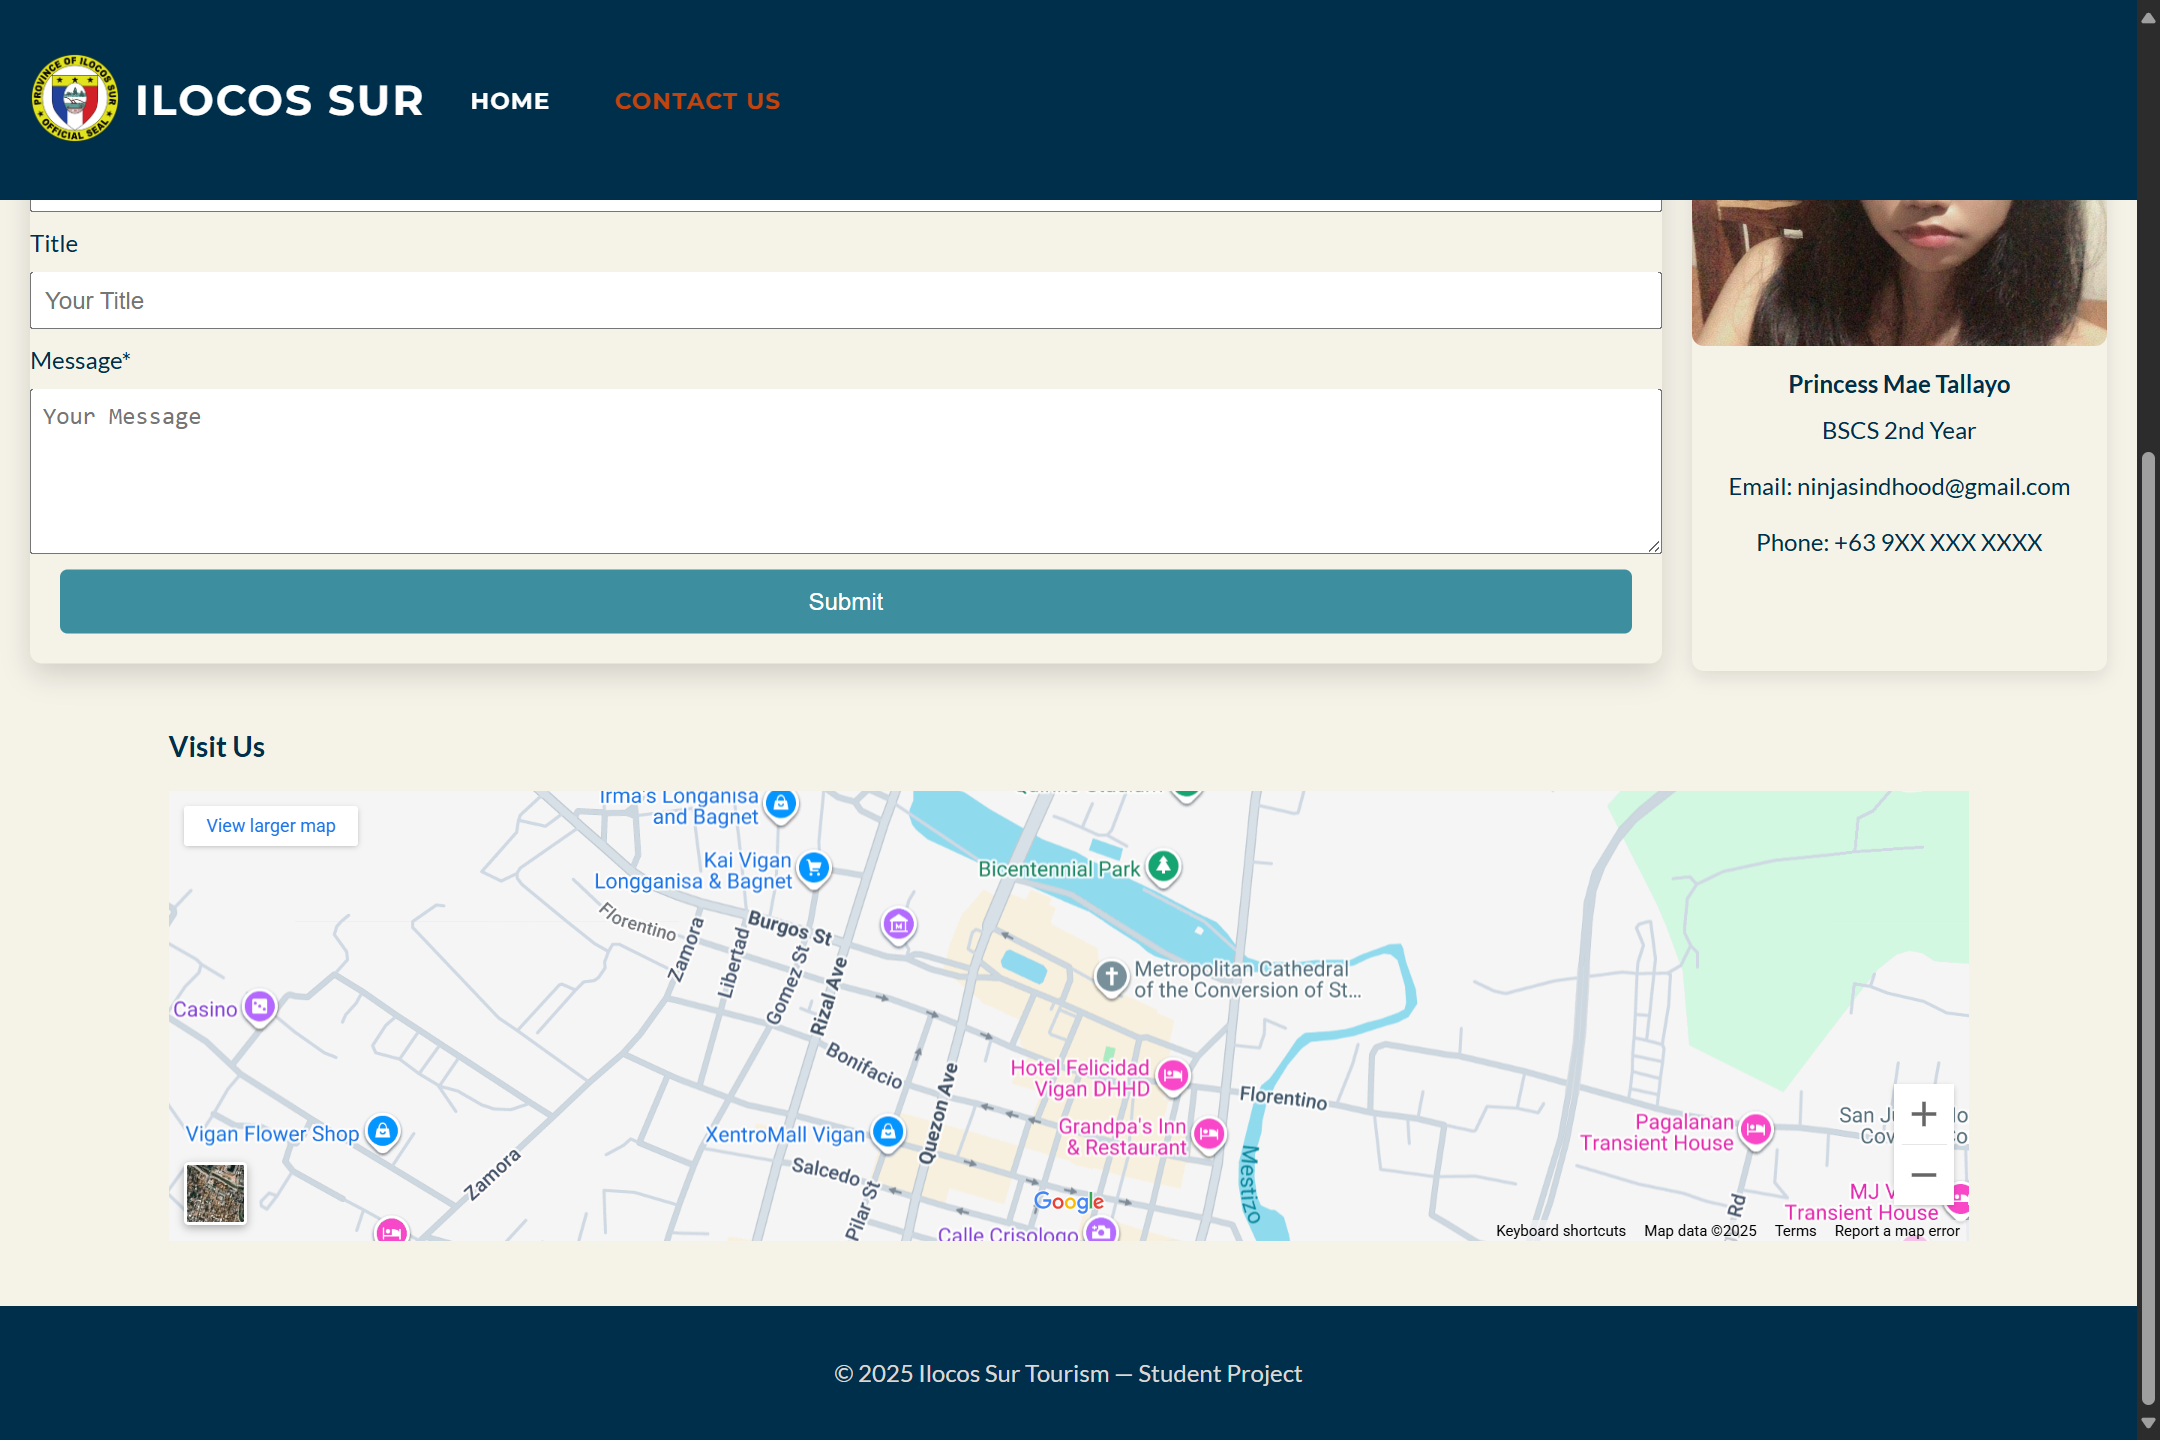 PROVINCE OF ILOCOS SUR
OFFICIAL SEAL
ILOCOS SUR
HOME
CONTACT US
Title
Your Title
Message*
Your Message
Submit
Princess Mae Tallayo
BSCS 2nd Year
Email: ninjasindhood@gmail.com
Phone: +63 9XX XXX XXXX
Visit Us
View larger map
Irma's Longanisa
and Bagnet
Kai Vigan
Longganisa & Bagnet
Bicentennial Park
Florentino
Burgos St
Zamora
Libertad
Gomez St
Rizal Ave
Metropolitan Cathedral
of the Conversion of St...
Casino
Bonifacio
Quezon Ave
Hotel Felicidad
Vigan DHHD
Florentino
Grandpa's Inn
& Restaurant
Pagalanan
Transient House
San Ju
Vigan Flower Shop
XentroMall Vigan
Zamora
Salcedo
Pilar St
Mestizo
Google
Calle Crisologo
Rd
MJ V
Transient House
Keyboard shortcuts
Map data ©2025
Terms
Report a map error
© 2025 Ilocos Sur Tourism — Student Project